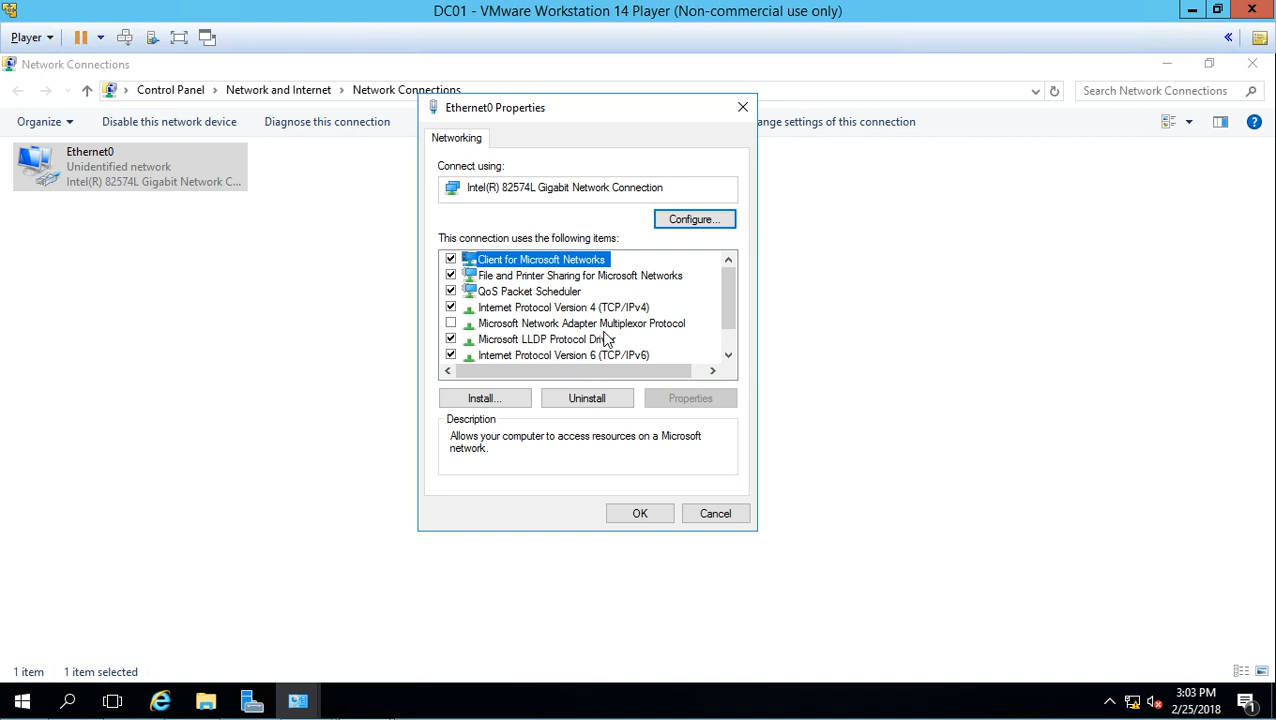 DC01 - VMware Workstation 14 Player (Non-commercial use only)
Player
Network Connections
Control Panel > Network and Internet > Network Connections
Search Network Connections
Organize
Disable this network device
Diagnose this connection
ange settings of this connection
Ethernet0
Unidentified network
Intel(R) 82574L Gigabit Network C...
Ethernet0 Properties
Networking
Connect using:
Intel(R) 82574L Gigabit Network Connection
Configure...
This connection uses the following items:
Client for Microsoft Networks
File and Printer Sharing for Microsoft Networks
QoS Packet Scheduler
Internet Protocol Version 4 (TCP/IPv4)
Microsoft Network Adapter Multiplexor Protocol
Microsoft LLDP Protocol Driver
Internet Protocol Version 6 (TCP/IPv6)
Install...
Uninstall
Properties
Description
Allows your computer to access resources on a Microsoft
network.
OK
Cancel
1 item
1 item selected
3:03 PM
2/25/2018
1